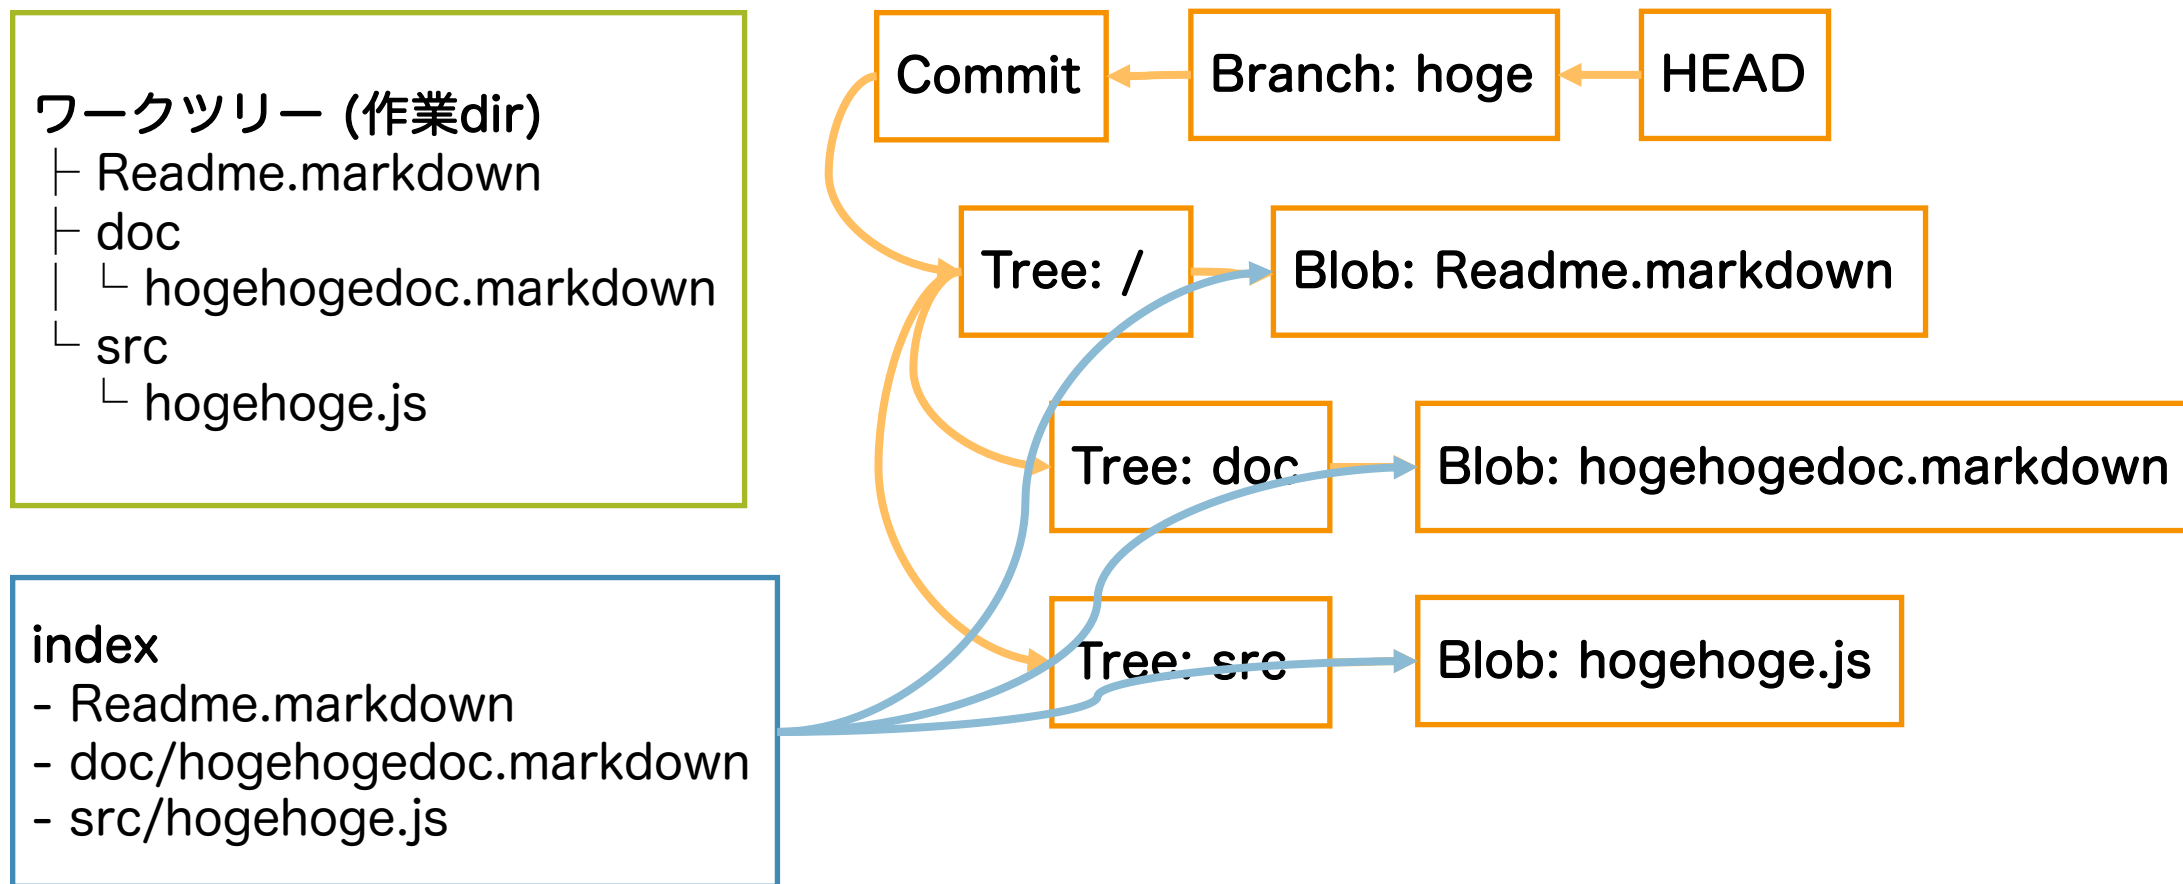 ワークツリー (作業dir)
├ Readme.markdown
├ doc
│ └ hogehogedoc.markdown
└ src
└ hogehoge.js
index
- Readme.markdown
- doc/hogehogedoc.markdown
- src/hogehoge.js
Commit
Branch: hoge
HEAD
Tree: /
Blob: Readme.markdown
Tree: doc
Blob: hogehogedoc.markdown
Tree: src
Blob: hogehoge.js